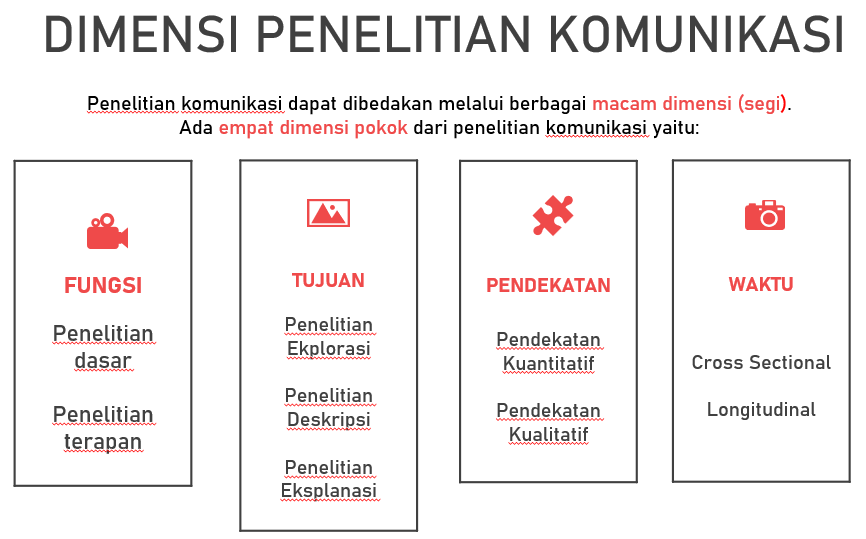 DIMENSI PENELITIAN KOMUNIKASI
Penelitian komunikasi dapat dibedakan melalui berbagai macam dimensi (segi).
Ada empat dimensi pokok dari penelitian komunikasi yaitu:
FUNGSI
Penelitian
dasar
Penelitian
terapan
TUJUAN
Penelitian
Ekplorasi
Penelitian
Deskripsi
Penelitian
Eksplanasi
PENDEKATAN
Pendekatan
Kuantitatif
Pendekatan
Kualitatif
WAKTU
Cross Sectional
Longitudinal